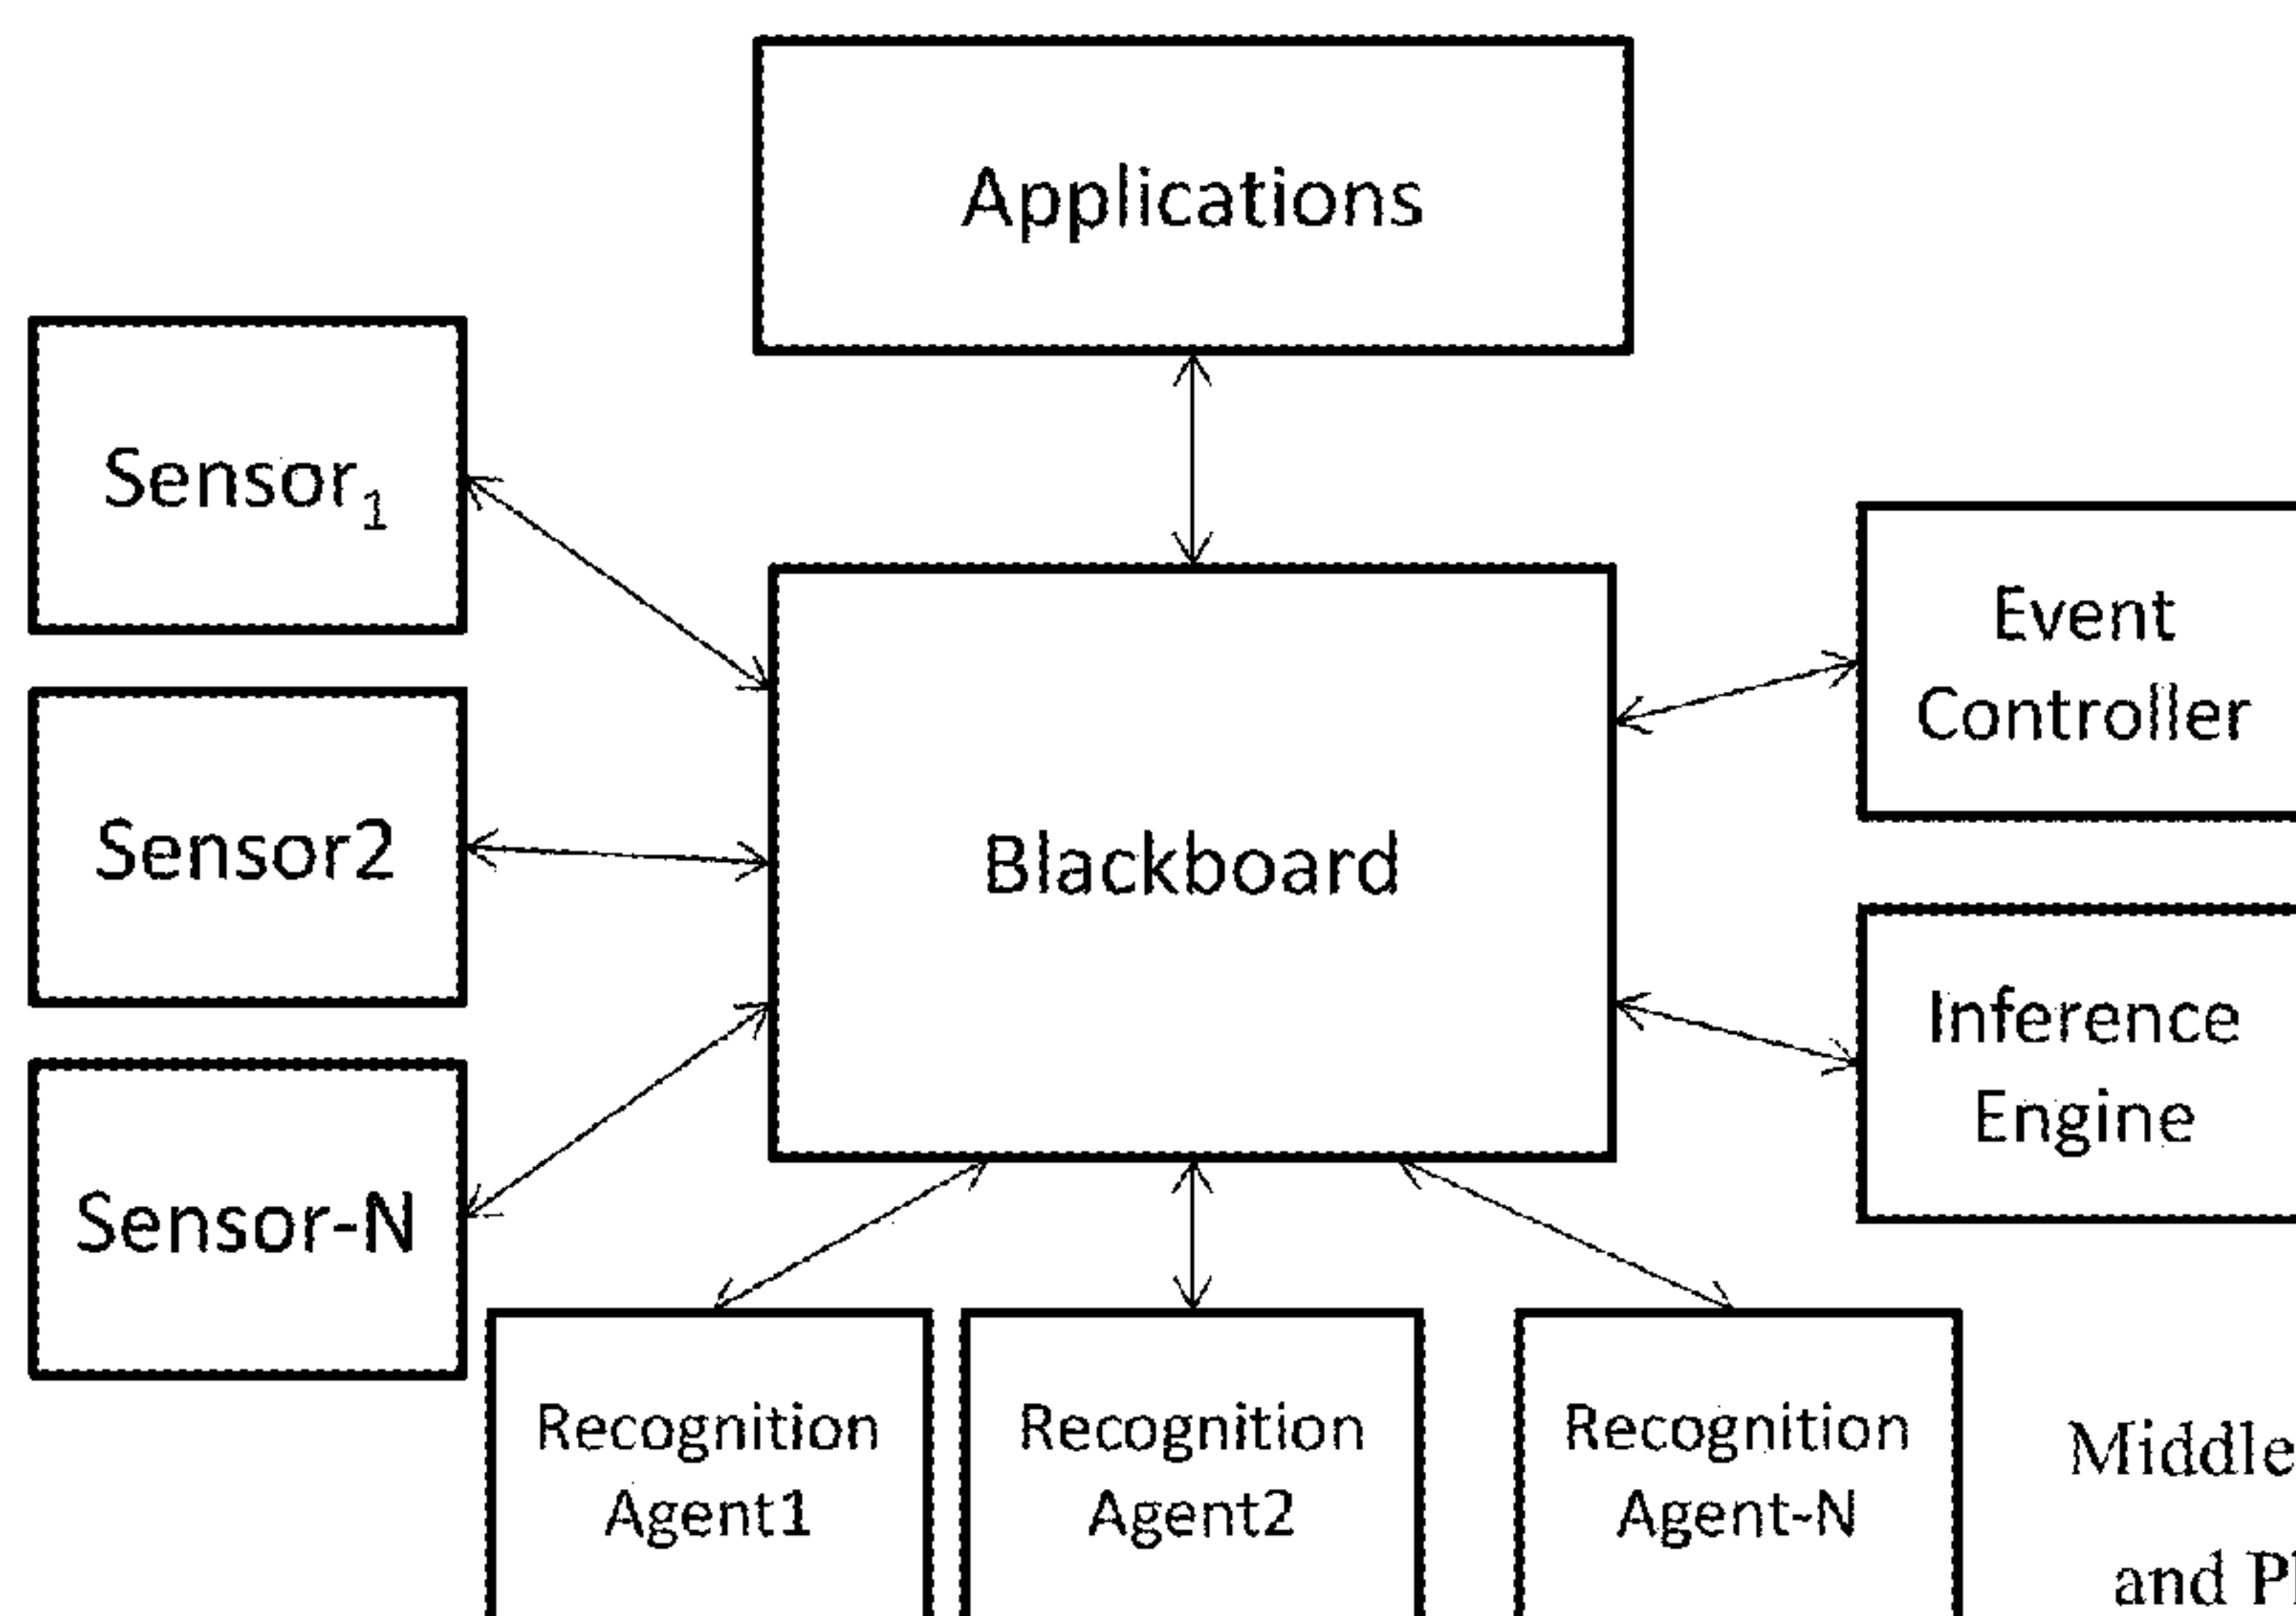 Applications
Sensor₁
Event
Controller
Sensor2
Blackboard
Inference
Engine
Sensor-N
Recognition
Agent1
Recognition
Agent2
Recognition
Agent-N
Middle
and